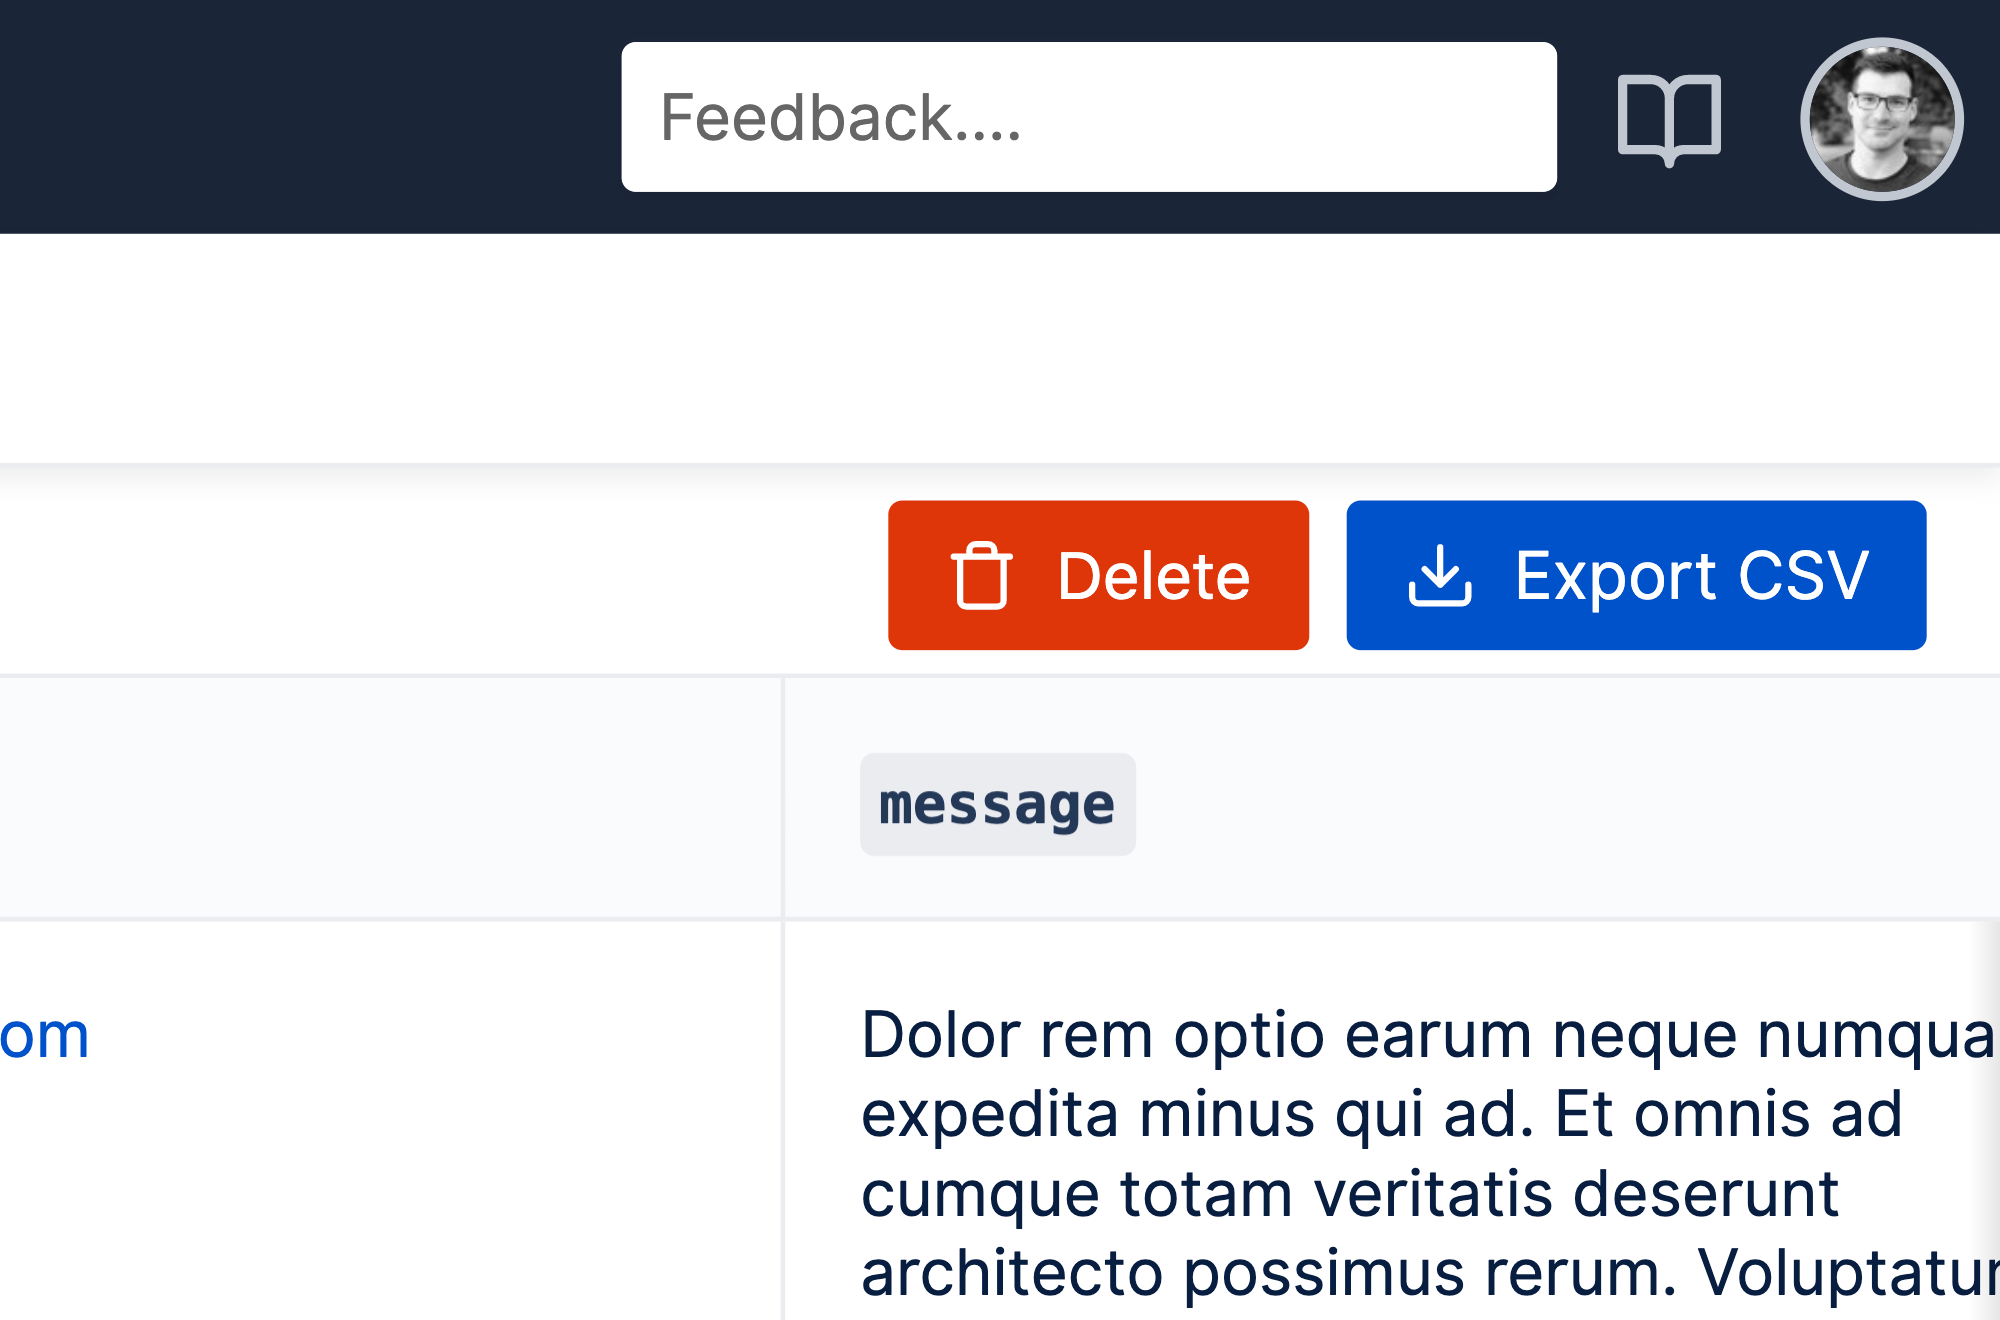 Feedback....
Delete
Export CSV
message
om
Dolor rem optio earum neque numqua
expedita minus qui ad. Et omnis ad
cumque totam veritatis deserunt
architecto possimus rerum. Voluptatur